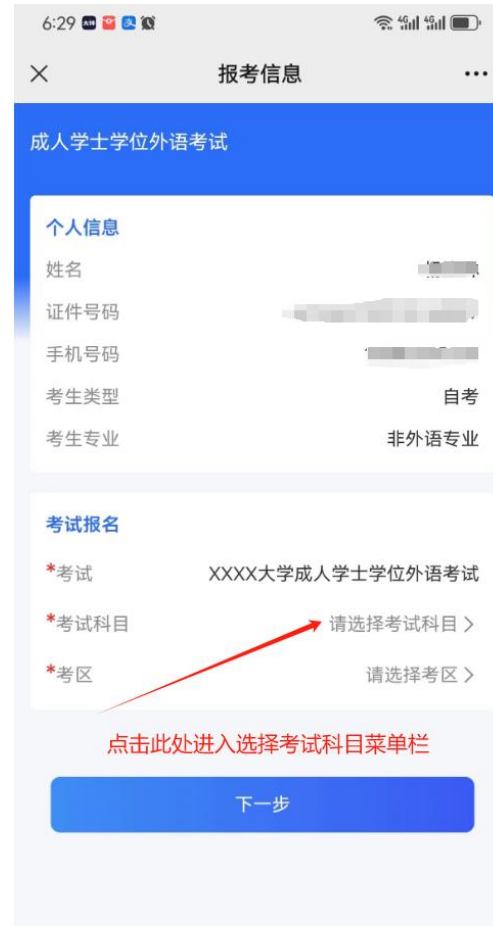 6:29
报考信息
成人学士学位外语考试
个人信息
姓名
证件号码
手机号码
考生类型 自考
考生专业 非外语专业
考试报名
*考试 XXXX大学成人学士学位外语考试
*考试科目 请选择考试科目
*考区 请选择考区
点击此处进入选择考试科目菜单栏
下一步